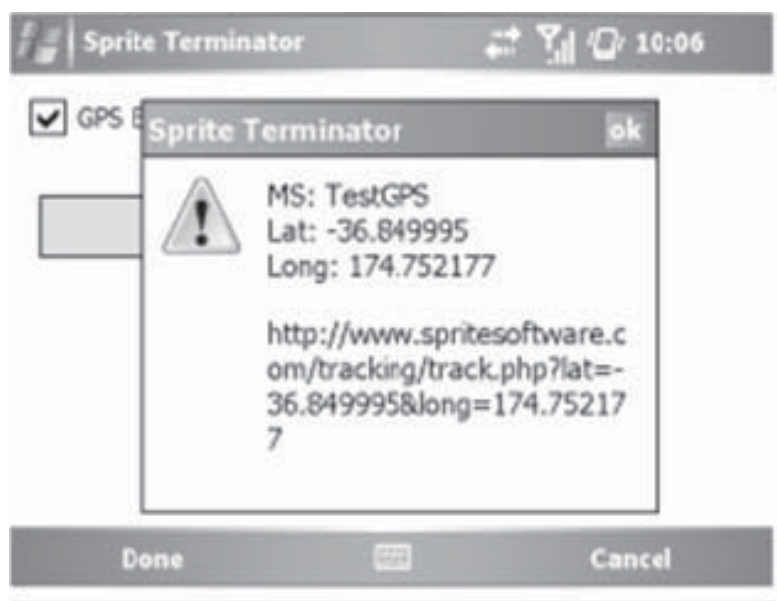 Sprite Terminator 10:06
GPS
Sprite Terminator ok
MS: TestGPS
Lat: -36.849995
Long: 174.752177
http://www.spritesoftware.c
om/tracking/track.php?lat=-
36.849995&long=174.75217
7
Done Cancel